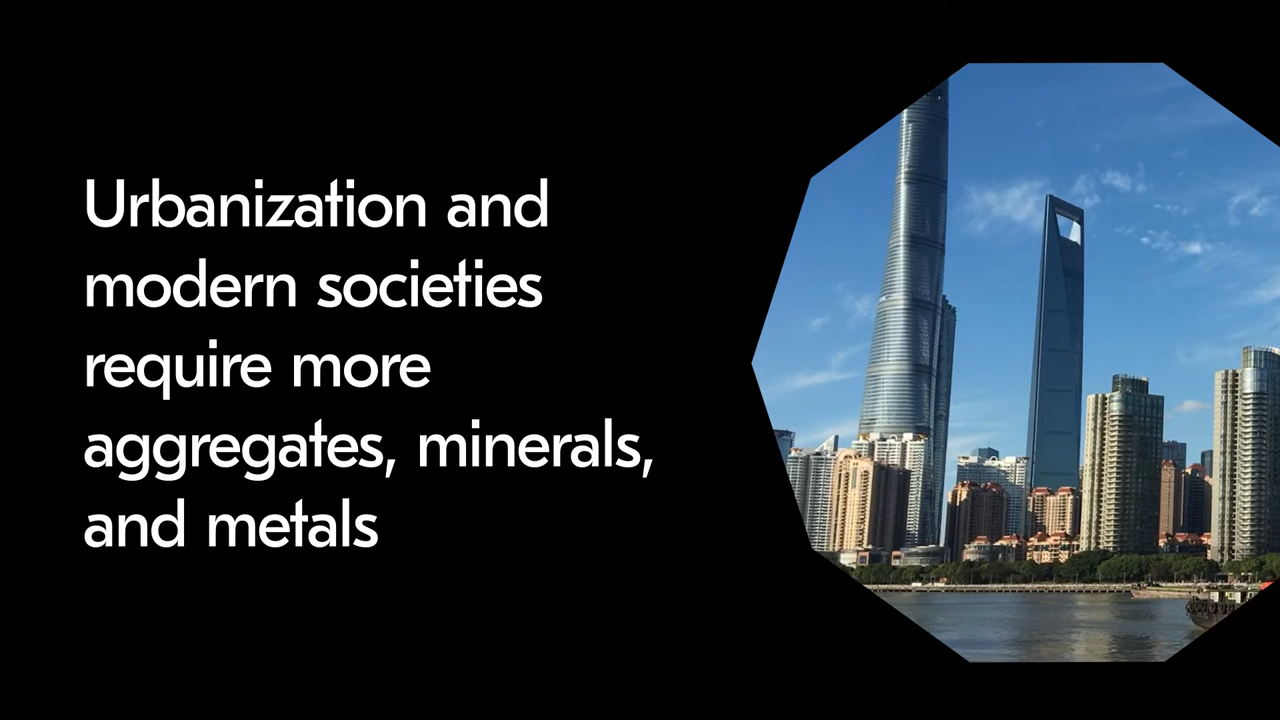 Urbanization and
modern societies
require more
aggregates, minerals,
and metals